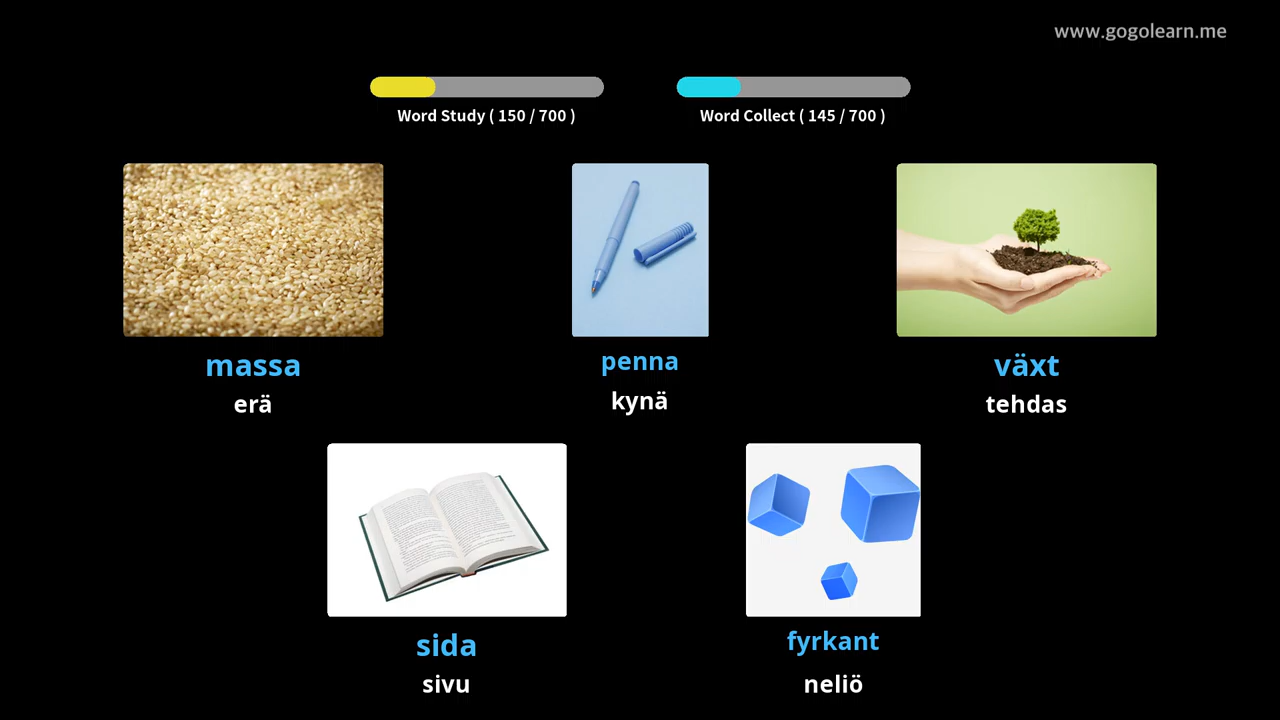 www.gogolearn.me
Word Study ( 150 / 700 )
Word Collect ( 145 / 700 )
massa
erä
penna
kynä
växt
tehdas
sida
sivu
fyrkant
neliö